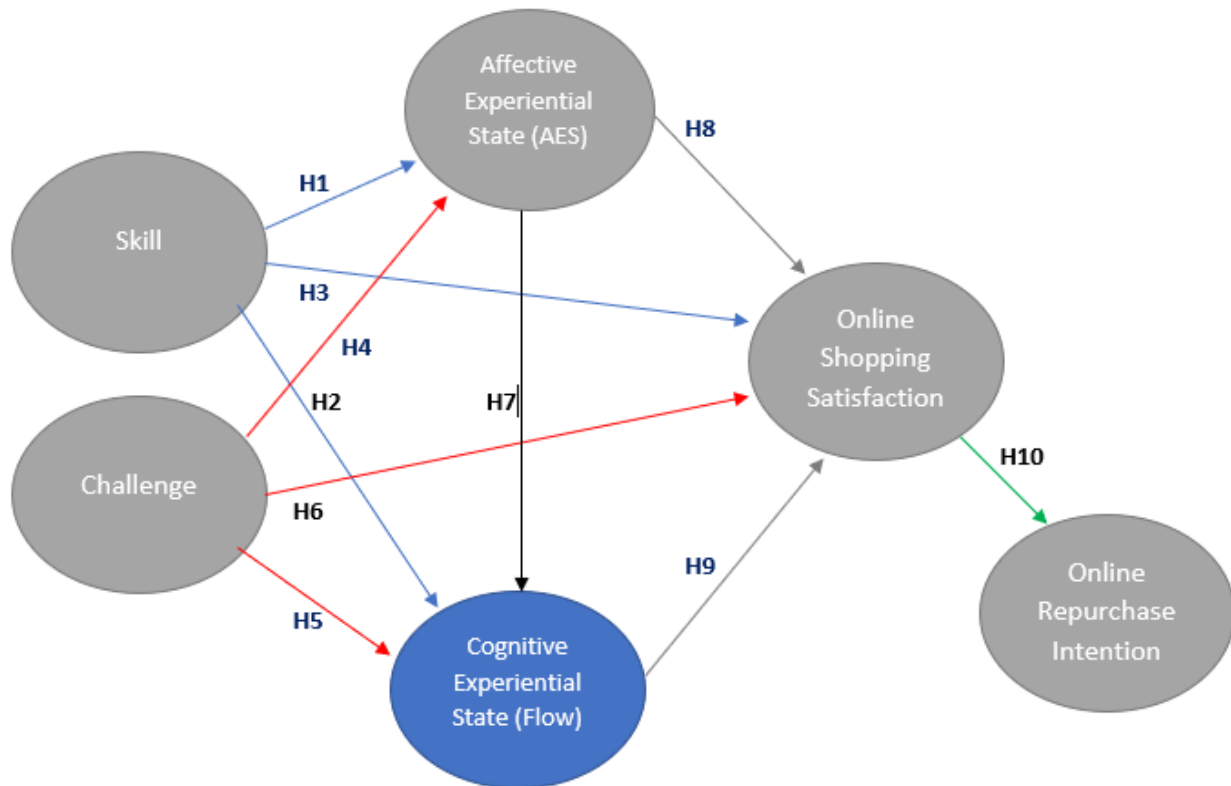 Affective
Experiential
State (AES)
H8
H1
Skill
H3
H4
H2
H7
Online
Shopping
Satisfaction
H10
Challenge
H6
H9
H5
Cognitive
Experiential
State (Flow)
Online
Repurchase
Intention